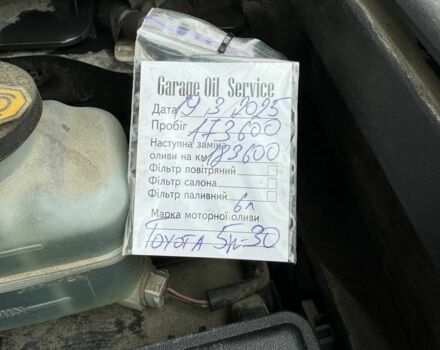 Garage Oil Service
Дата 19 3 2025
Пробіг 173600
Наступна заміна
оливи на км 183600
Фільтр повітряний
Фільтр салона
Фільтр паливний
6л
Марка моторної оливи
TOYOTA 5w-30